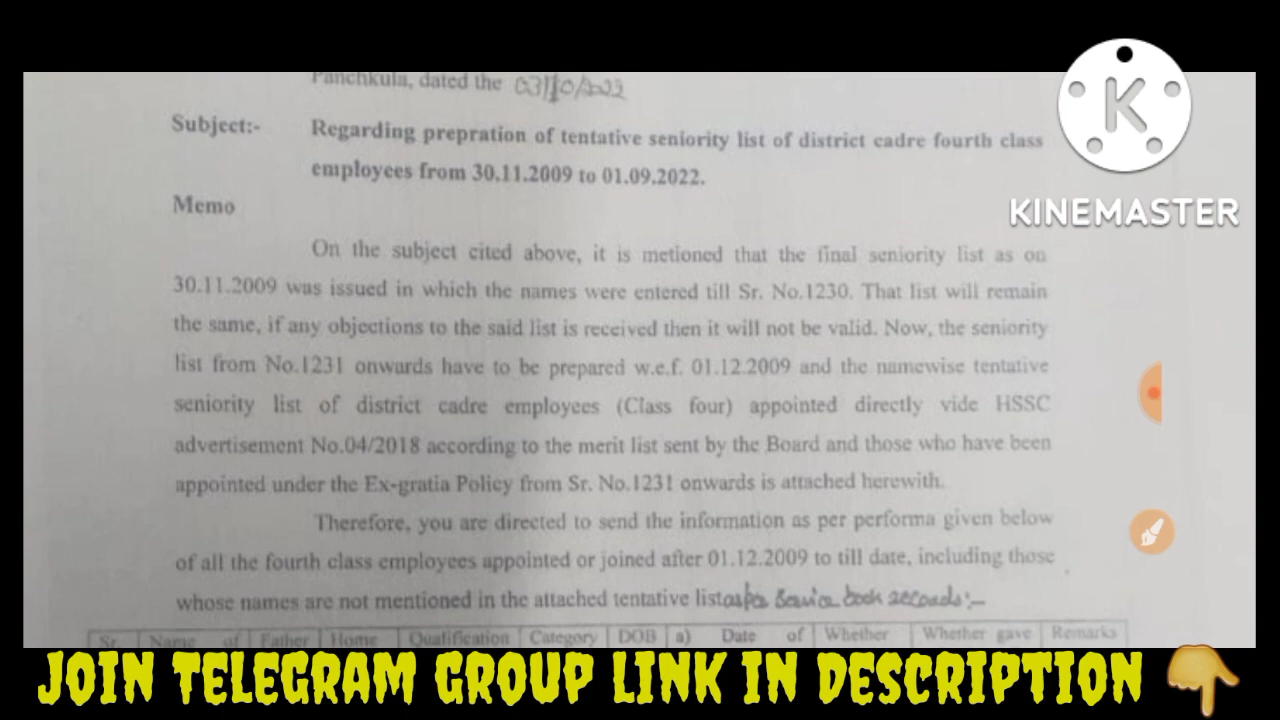 Panchkula, dated the 03/10/2022
Subject:- Regarding prepration of tentative seniority list of district cadre fourth class
employees from 30.11.2009 to 01.09.2022.
Memo
On the subject cited above, it is metioned that the final seniority list as on
30.11.2009 was issued in which the names were entered till Sr. No.1230. That list will remain
the same, if any objections to the said list is received then it will not be valid. Now, the seniority
list from No.1231 onwards have to be prepared w.e.f. 01.12.2009 and the namewise tentative
seniority list of district cadre employees (Class four) appointed directly vide HSSC
advertisement No.04/2018 according to the merit list sent by the Board and those who have been
appointed under the Ex-gratia Policy from Sr. No.1231 onwards is attached herewith.
Therefore, you are directed to send the information as per performa given below
of all the fourth class employees appointed or joined after 01.12.2009 to till date, including those
whose names are not mentioned in the attached tentative list as per service book records:-
Sr. Name of Father Home Qualification Category DOB a) Date of Whether Whether gave Remarks
K
KINEMASTER
JOIN TELEGRAM GROUP LINK IN DESCRIPTION